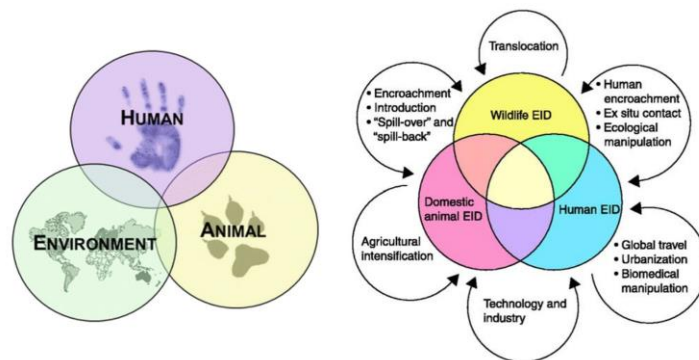 HUMAN
ENVIRONMENT
ANIMAL
Translocation
• Encroachment
• Introduction
• "Spill-over" and
"spill-back"
Wildlife EID
• Human
encroachment
• Ex situ contact
• Ecological
manipulation
Domestic
animal EID
Human EID
Agricultural
Intensification
• Global travel
• Urbanization
• Biomedical
manipulation
Technology and
industry